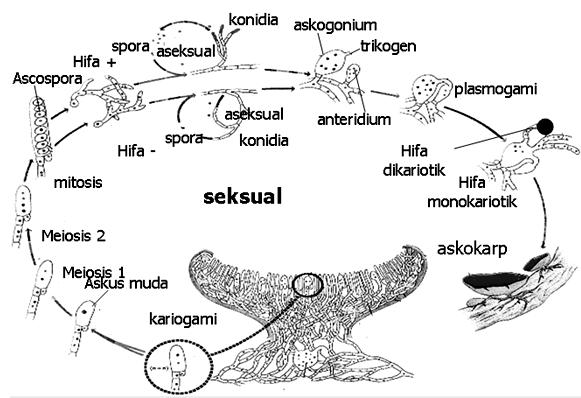 konidia
spora
aseksual
askogonium
trikogen
Hifa +
Ascospora
plasmogami
aseksual
anteridium
spora
konidia
Hifa -
Hifa
dikariotik
Hifa
monokariotik
mitosis
seksual
Meiosis 2
askokarp
Meiosis 1
Askus muda
kariogami